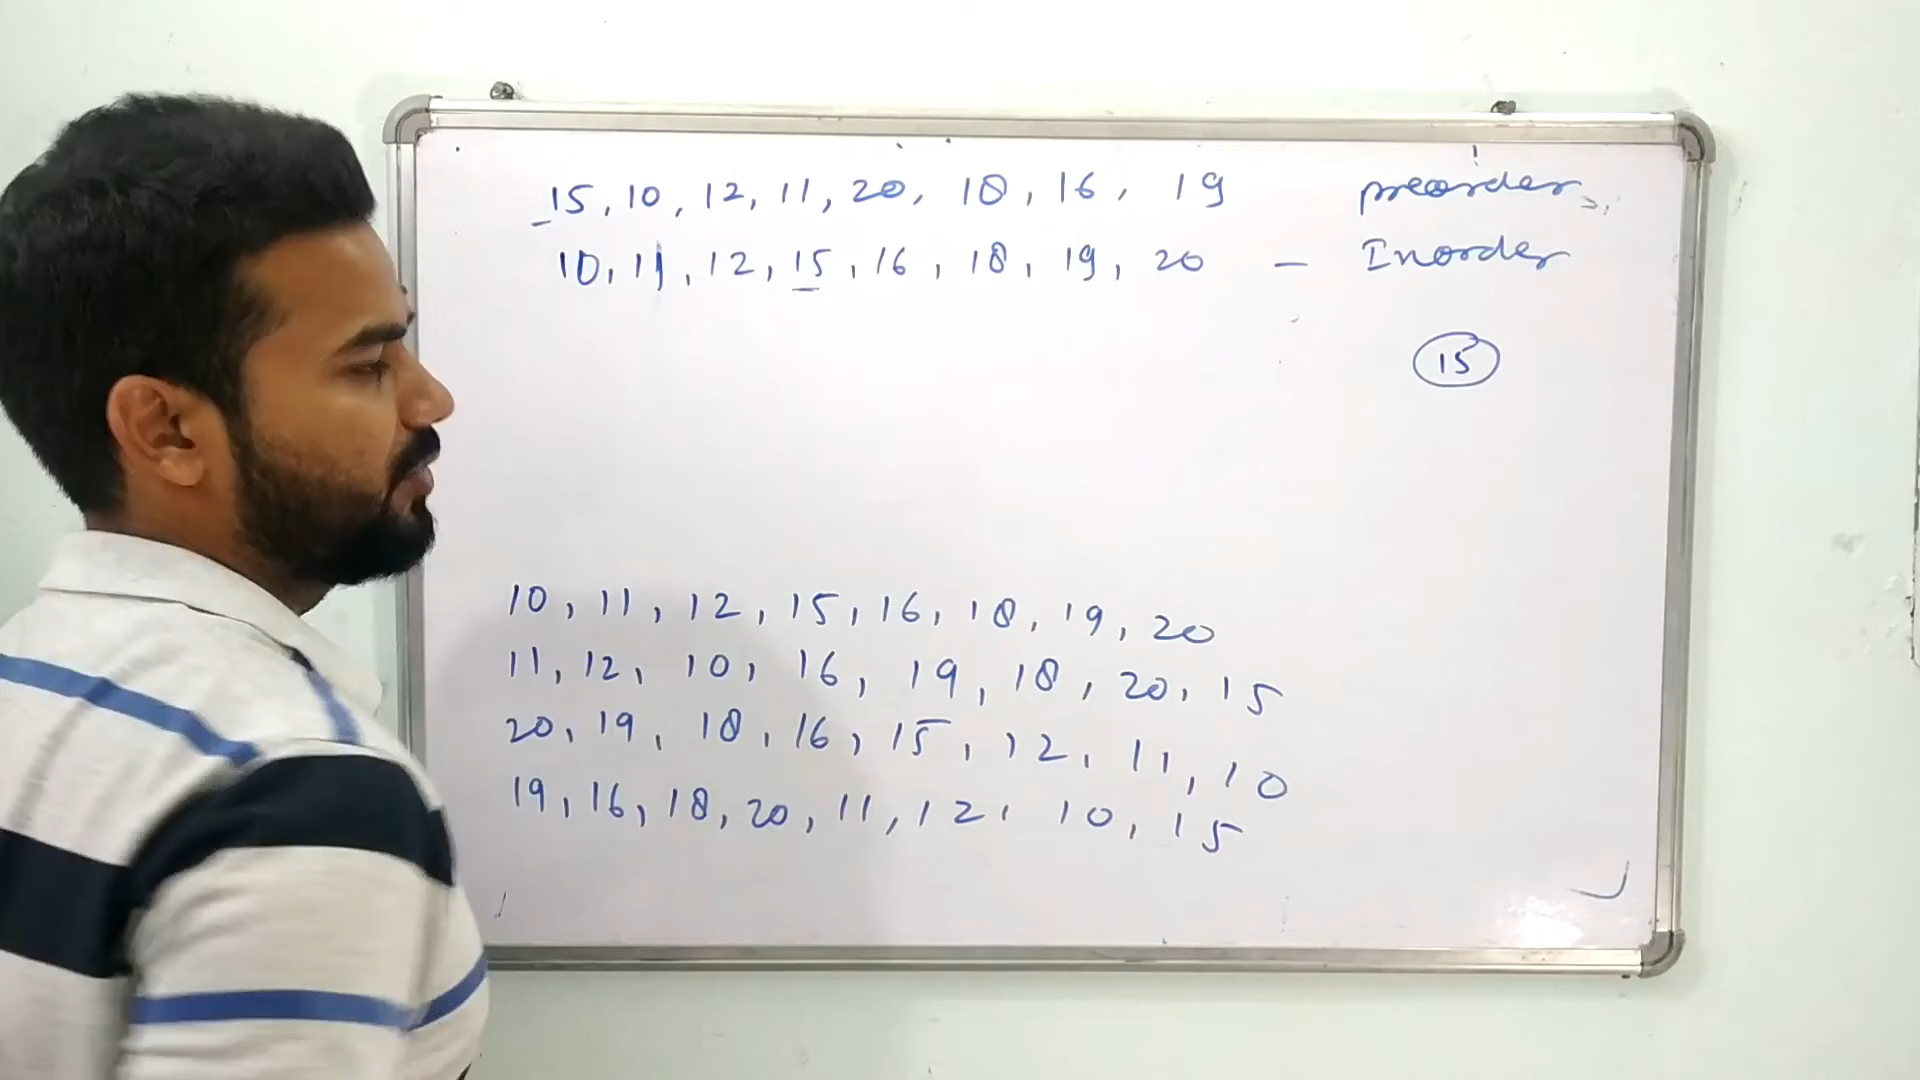 15, 10, 12, 11, 20, 18, 16, 19 preorder
10, 11, 12, 15, 16, 18, 19, 20 - Inorder
15
10, 11, 12, 15, 16, 18, 19, 20
11, 12, 10, 16, 19, 18, 20, 15
20, 19, 18, 16, 15, 12, 11, 10
19, 16, 18, 20, 11, 12, 10, 15